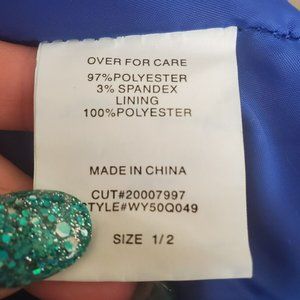 OVER FOR CARE
97%POLYESTER
3% SPANDEX
LINING
100%POLYESTER
MADE IN CHINA
CUT#20007997
STYLE#WY50Q049
SIZE 1/2